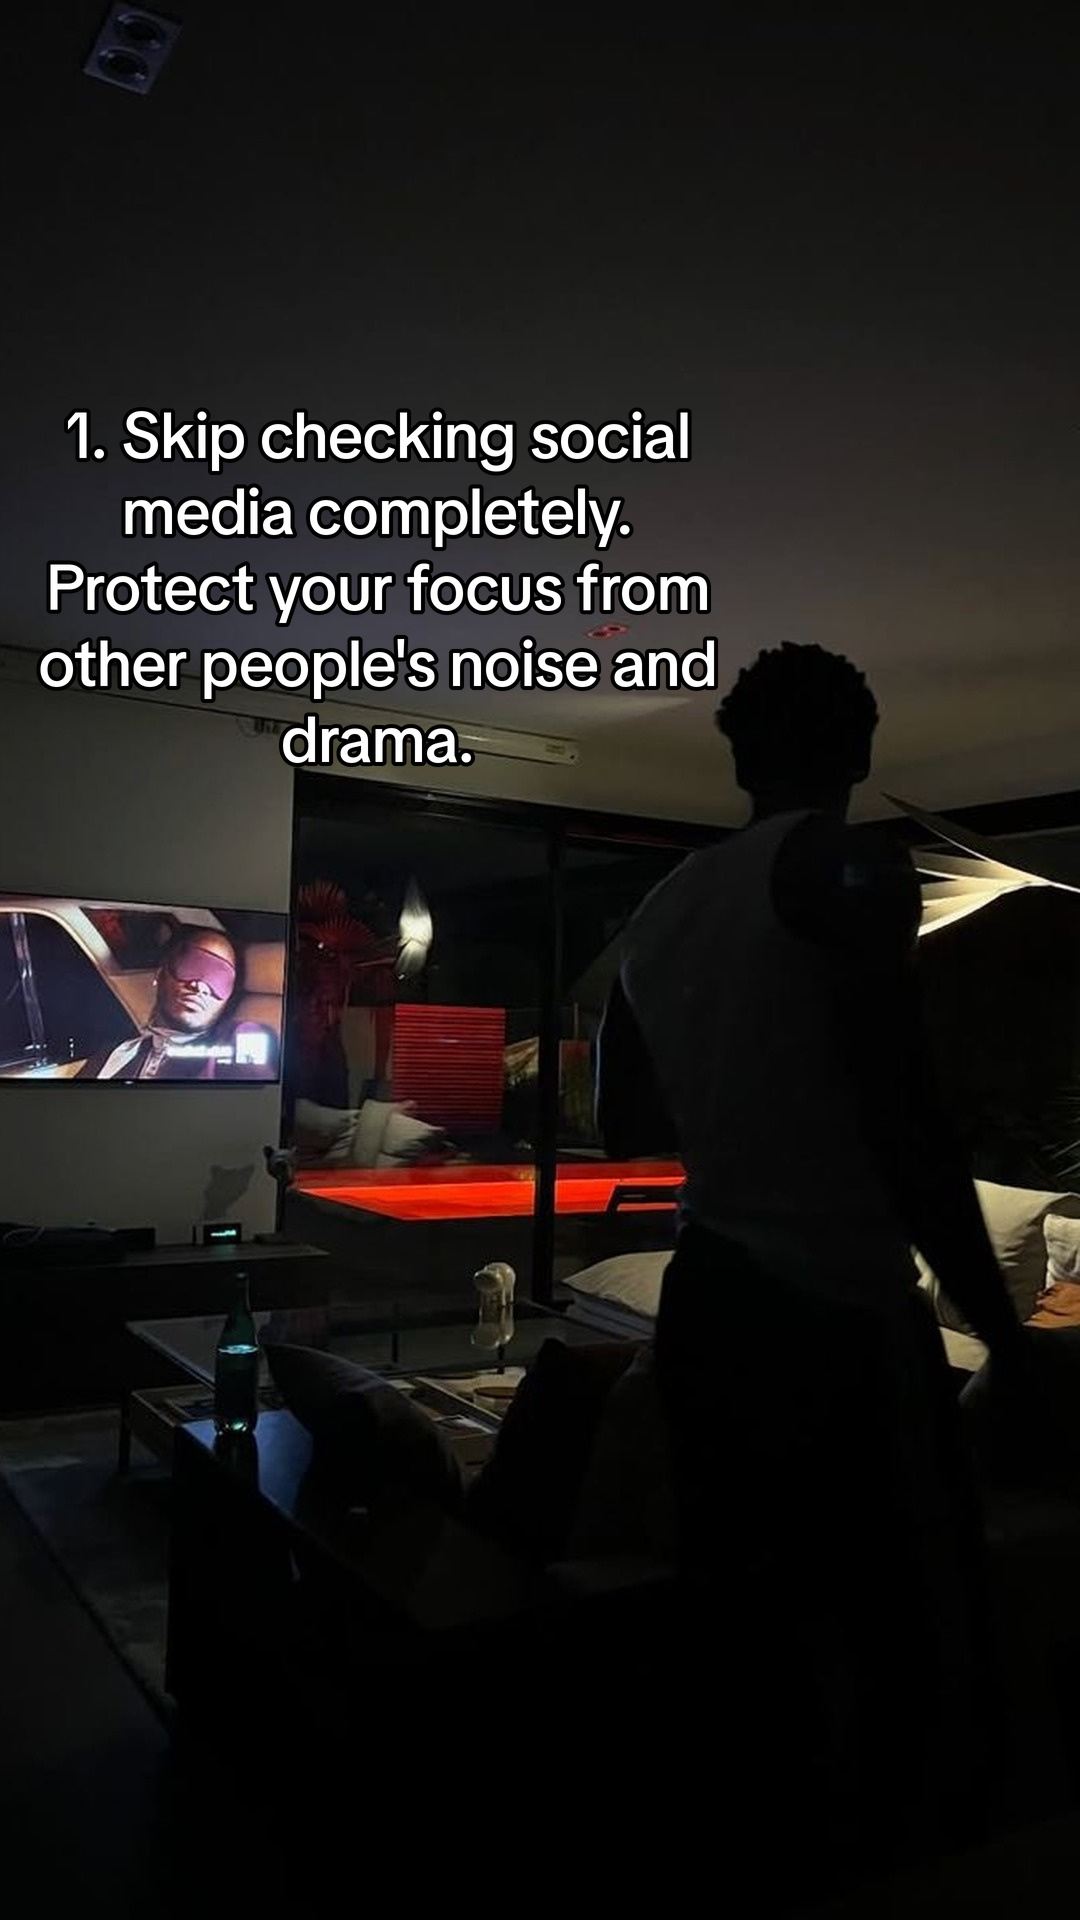 1. Skip checking social
media completely.
Protect your focus from
other people's noise and
drama.